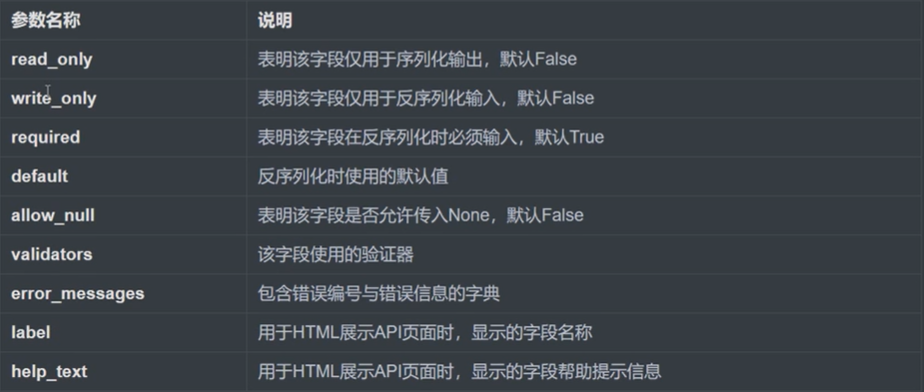 参数名称 说明
read_only 表明该字段仅用于序列化输出，默认False
write_only 表明该字段仅用于反序列化输入，默认False
required 表明该字段在反序列化时必须输入，默认True
default 反序列化时使用的默认值
allow_null 表明该字段是否允许传入None，默认False
validators 该字段使用的验证器
error_messages 包含错误编号与错误信息的字典
label 用于HTML展示API页面时，显示的字段名称
help_text 用于HTML展示API页面时，显示的字段帮助提示信息